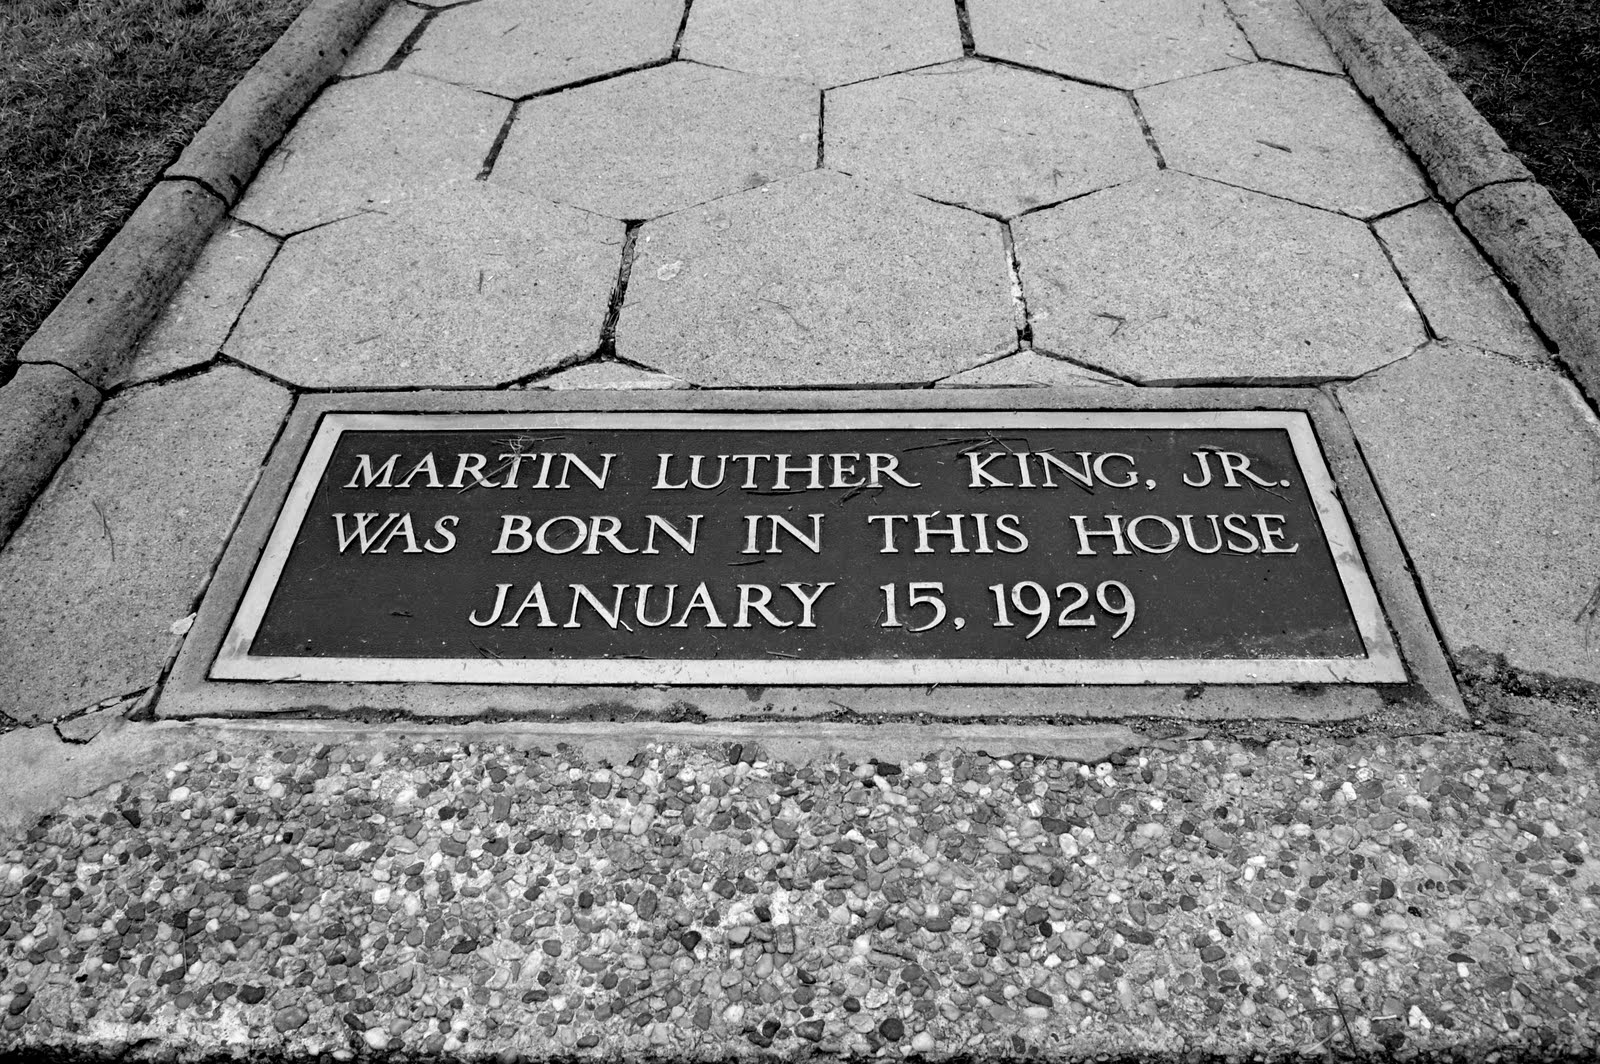 MARTIN LUTHER KING, JR.
WAS BORN IN THIS HOUSE
JANUARY 15, 1929